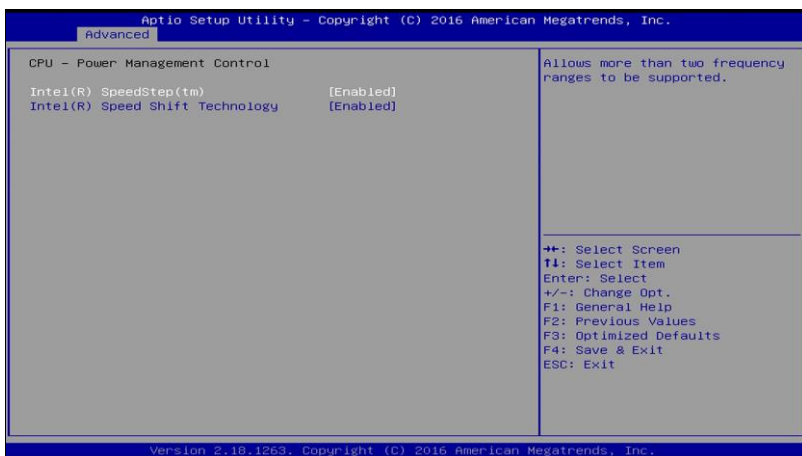 Aptio Setup Utility – Copyright (C) 2016 American Megatrends, Inc.
Advanced
CPU – Power Management Control
Intel(R) SpeedStep(tm) [Enabled]
Intel(R) Speed Shift Technology [Enabled]
Allows more than two frequency
ranges to be supported.
→←: Select Screen
↑↓: Select Item
Enter: Select
+/-: Change Opt.
F1: General Help
F2: Previous Values
F3: Optimized Defaults
F4: Save & Exit
ESC: Exit
Version 2.18.1263. Copyright (C) 2016 American Megatrends, Inc.